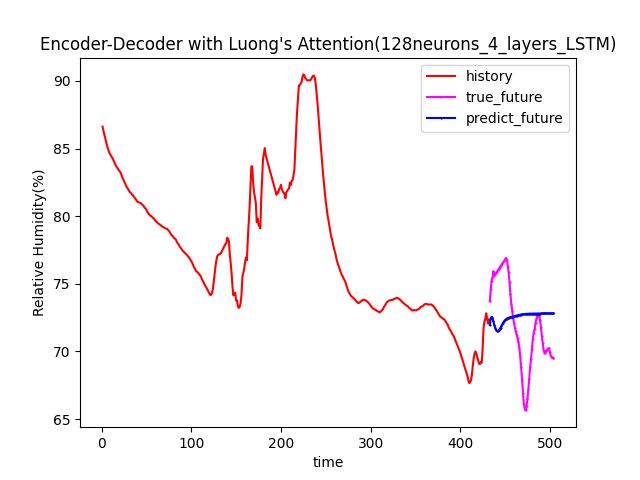 Encoder-Decoder with Luong's Attention(128neurons_4_layers_LSTM)
history
true_future
predict_future
Relative Humidity(%)
90
85
80
75
70
65
0 100 200 300 400 500
time